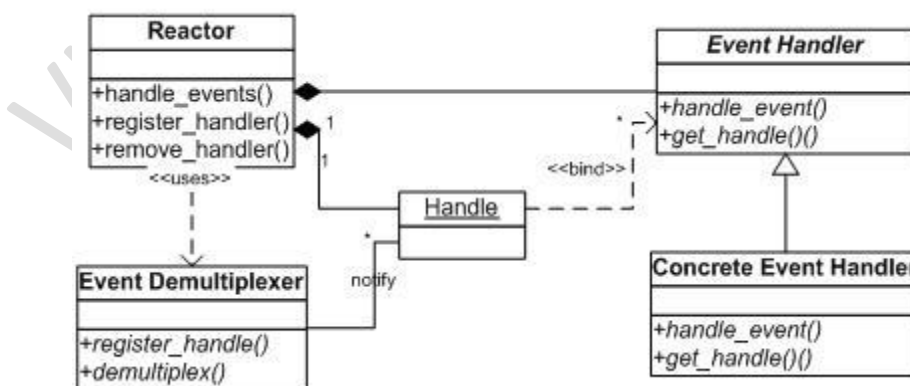 Reactor
+handle_events()
+register_handler()
+remove_handler()
<<uses>>
Event Handler
+handle_event()
+get_handle()()
1
1
*
<<bind>>
Handle
*
notify
Event Demultiplexer
+register_handle()
+demultiplex()
Concrete Event Handler
+handle_event()
+get_handle()()